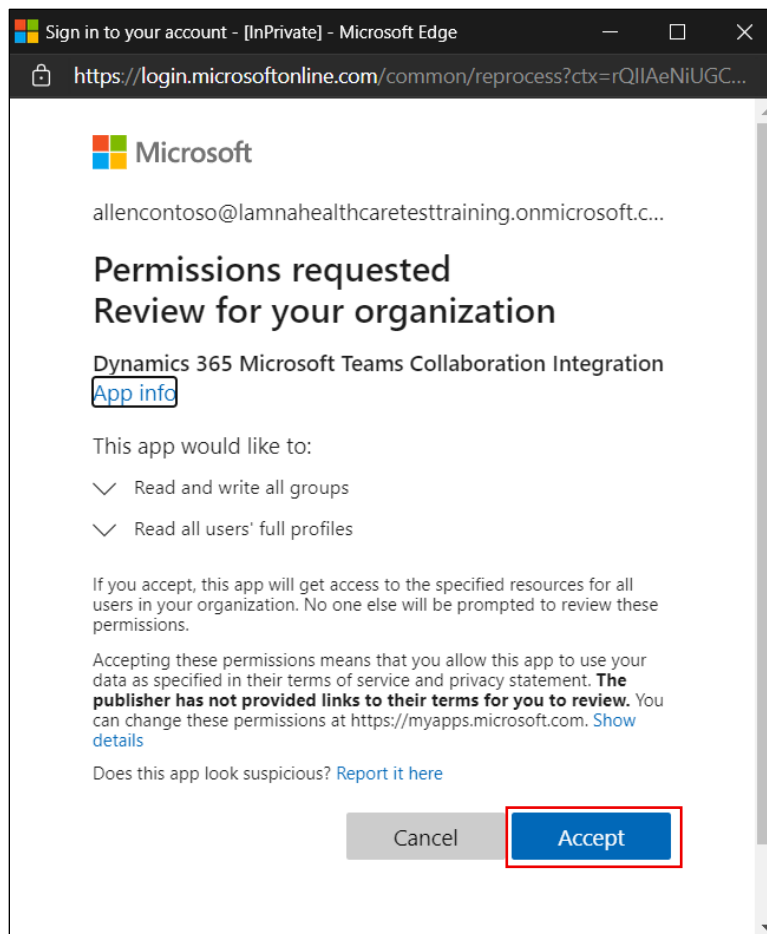 Sign in to your account - [InPrivate] - Microsoft Edge
https://login.microsoftonline.com/common/reprocess?ctx=rQIIAeNiUGC...
Microsoft
allencontoso@lamnahealthcaretesttraining.onmicrosoft.c...
Permissions requested
Review for your organization
Dynamics 365 Microsoft Teams Collaboration Integration
App info
This app would like to:
Read and write all groups
Read all users' full profiles
If you accept, this app will get access to the specified resources for all
users in your organization. No one else will be prompted to review these
permissions.
Accepting these permissions means that you allow this app to use your
data as specified in their terms of service and privacy statement. The
publisher has not provided links to their terms for you to review. You
can change these permissions at https://myapps.microsoft.com. Show
details
Does this app look suspicious? Report it here
Cancel
Accept